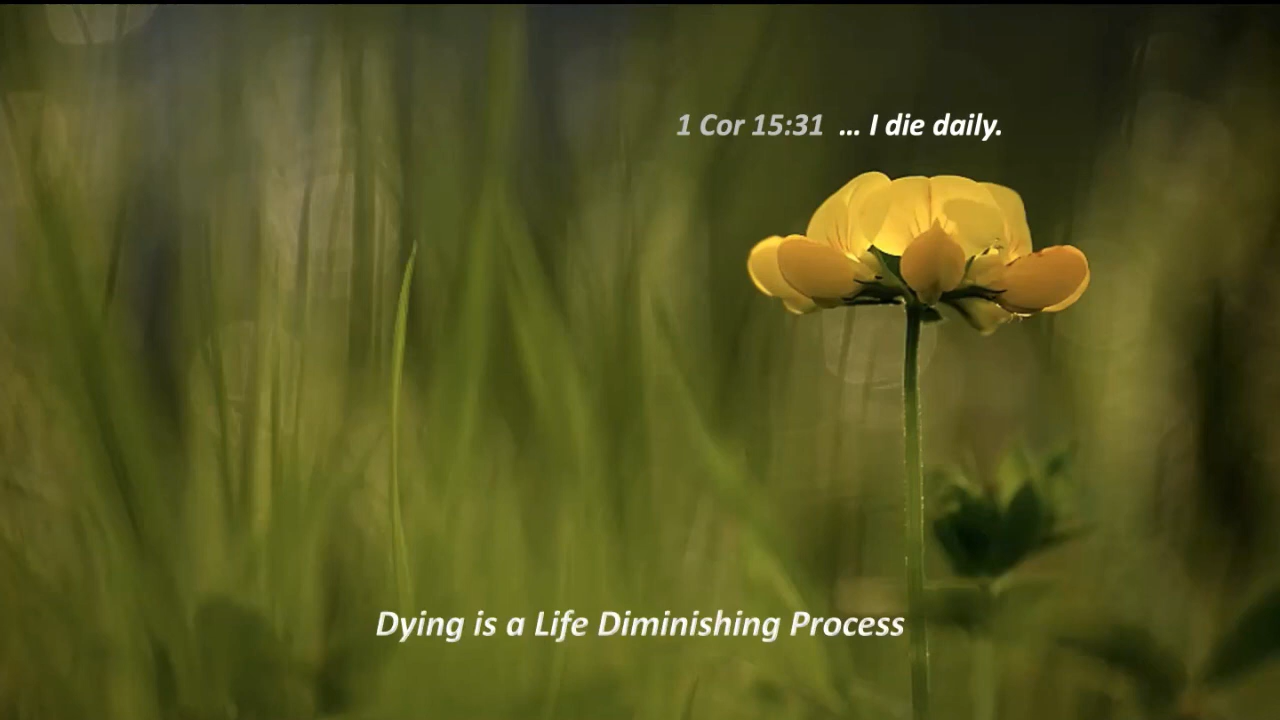 1 Cor 15:31 ... I die daily.
Dying is a Life Diminishing Process